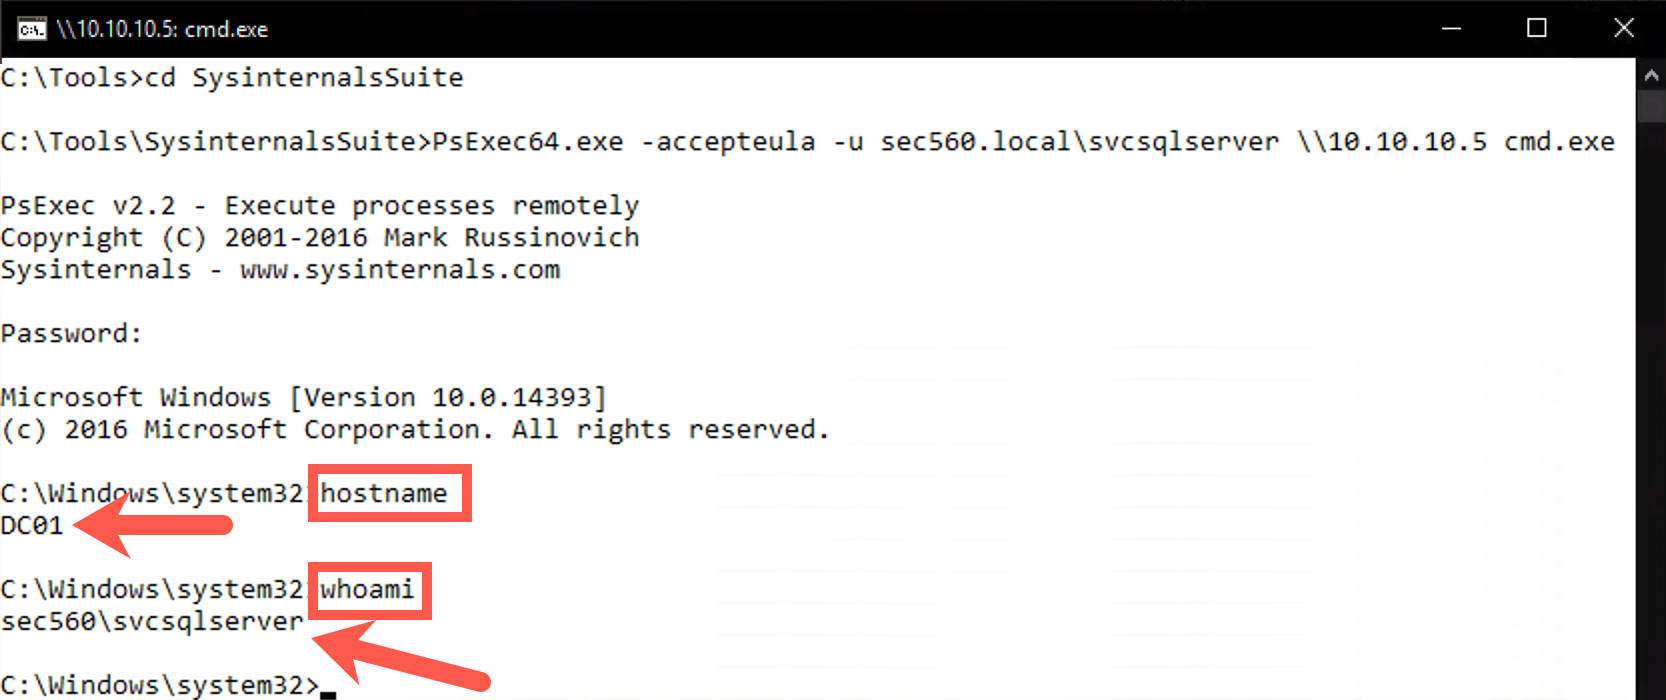 \\10.10.10.5: cmd.exe
C:\Tools>cd SysinternalsSuite
C:\Tools\SysinternalsSuite>PsExec64.exe -accepteula -u sec560.local\svcsqlserver \\10.10.10.5 cmd.exe
PsExec v2.2 - Execute processes remotely
Copyright (C) 2001-2016 Mark Russinovich
Sysinternals - www.sysinternals.com
Password:
Microsoft Windows [Version 10.0.14393]
(c) 2016 Microsoft Corporation. All rights reserved.
C:\Windows\system32>hostname
DC01
C:\Windows\system32>whoami
sec560\svcsqlserver
C:\Windows\system32>